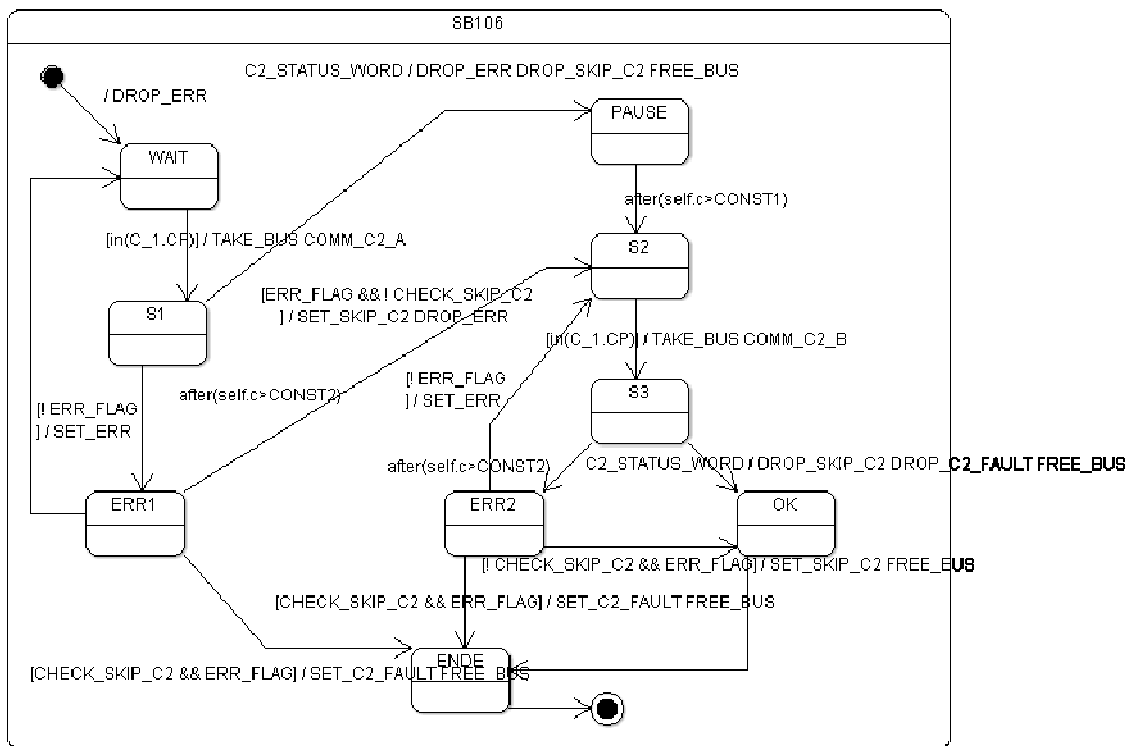 SB106
C2_STATUS_WORD / DROP_ERR DROP_SKIP_C2 FREE_BUS
/ DROP_ERR
PAUSE
WAIT
after(self.c>CONST1)
[in(C_1.CP)] / TAKE_BUS COMM_C2_A
S2
[ERR_FLAG && ! CHECK_SKIP_C2
] / SET_SKIP_C2 DROP_ERR
S1
[in(C_1.CP)] / TAKE_BUS COMM_C2_B
[! ERR_FLAG
] / SET_ERR
after(self.c>CONST2)
S3
[! ERR_FLAG
] / SET_ERR
after(self.c>CONST2)
C2_STATUS_WORD / DROP_SKIP_C2 DROP_C2_FAULT FREE_BUS
ERR1
ERR2
OK
[! CHECK_SKIP_C2 && ERR_FLAG] / SET_SKIP_C2 FREE_BUS
[CHECK_SKIP_C2 && ERR_FLAG] / SET_C2_FAULT FREE_BUS
ENDE
[CHECK_SKIP_C2 && ERR_FLAG] / SET_C2_FAULT FREE_BUS